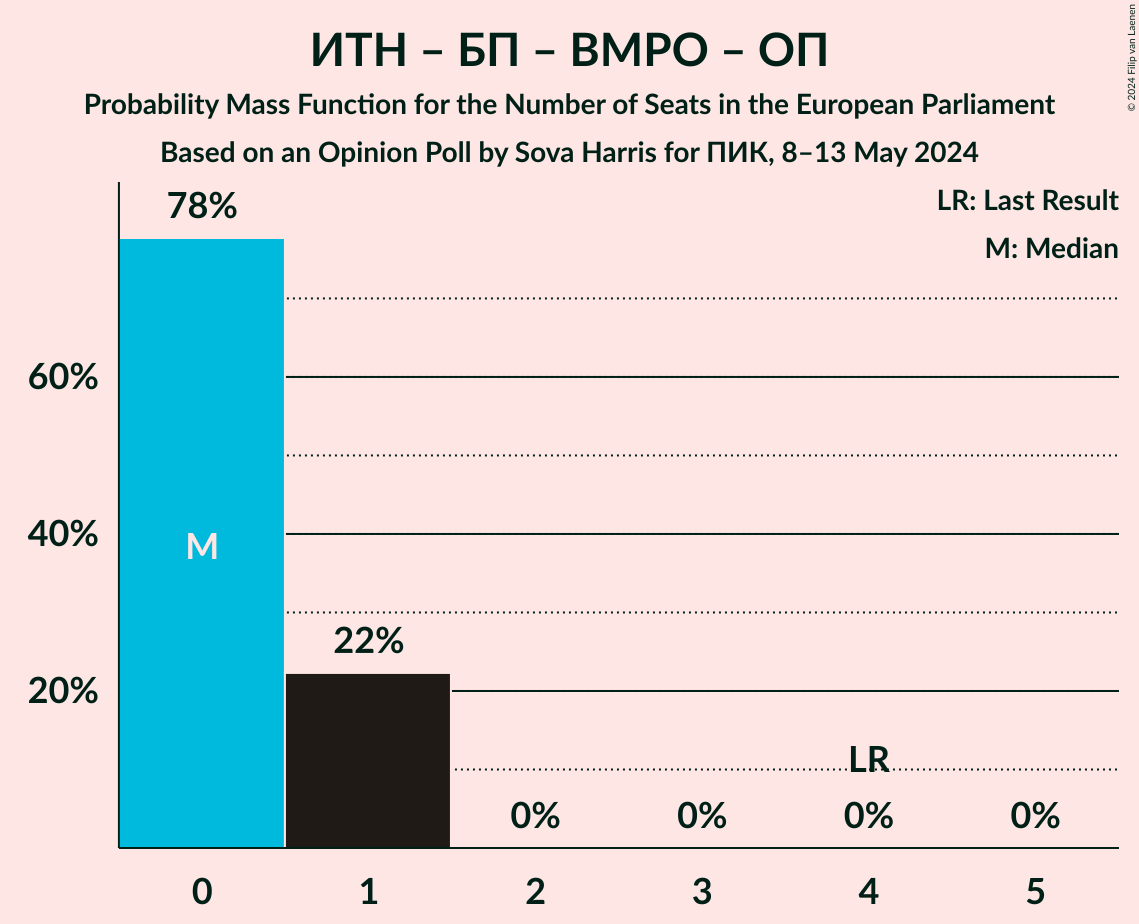 ИТН – БП – ВМРО – ОП
Probability Mass Function for the Number of Seats in the European Parliament
Based on an Opinion Poll by Sova Harris for ПИК, 8–13 May 2024
© 2024 Filip van Laenen
LR: Last Result
M: Median
78%
60%
40%
20%
M
22%
LR
0%
0%
0%
0%
0
1
2
3
4
5